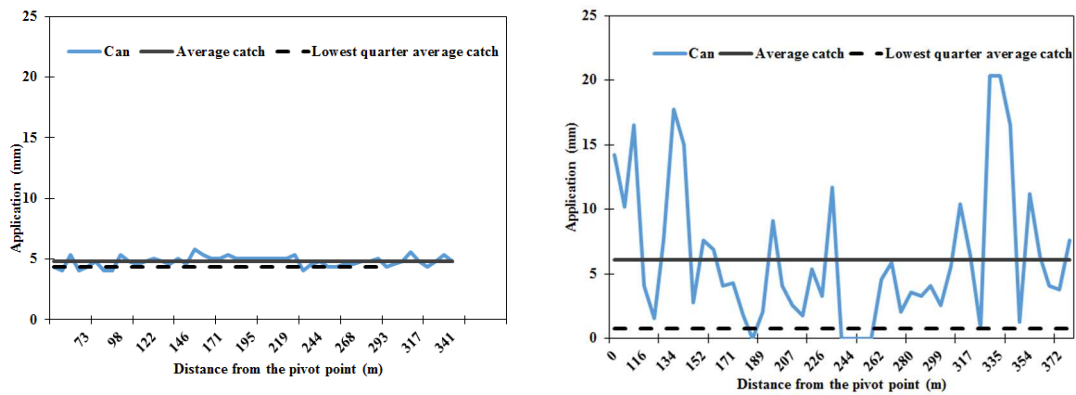 25
Can Average catch Lowest quarter average catch
20
15
10
5
0
Application (mm)
73 98 122 146 171 195 219 244 268 293 317 341
Distance from the pivot point (m)
25
Can Average catch Lowest quarter average catch
20
15
10
5
0
Application (mm)
0 116 134 152 171 189 207 226 244 262 280 299 317 335 354 372
Distance from the pivot point (m)